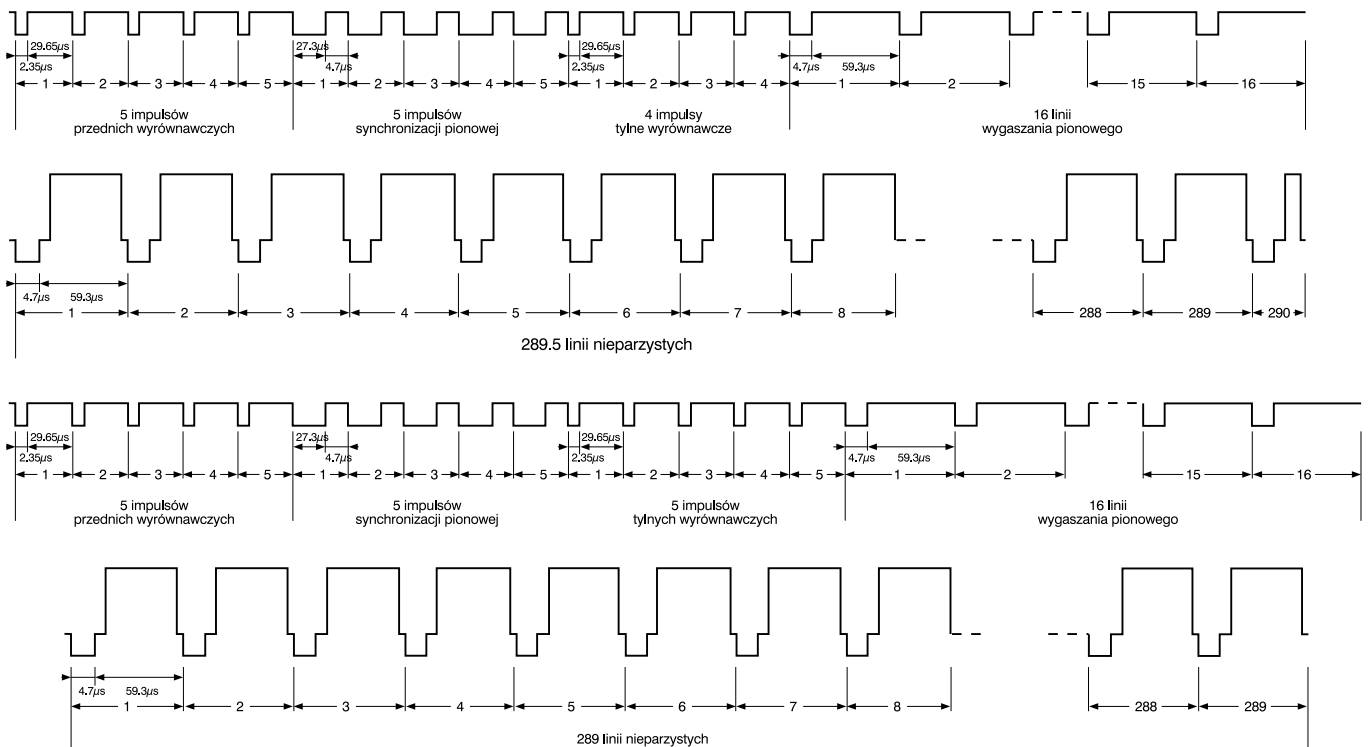 29.65µs 27.3µs 29.65µs
2.35µs 4.7µs 2.35µs 4.7µs 59.3µs
1 2 3 4 5 1 2 3 4 5 1 2 3 4 1 2 15 16
5 impulsów 5 impulsów 4 impulsy 16 linii
przednich wyrównawczych synchronizacji pionowej tylne wyrównawcze wygaszania pionowego
4.7µs 59.3µs
1 2 3 4 5 6 7 8 288 289 290
289.5 linii nieparzystych
29.65µs 27.3µs 29.65µs
2.35µs 4.7µs 2.35µs 4.7µs 59.3µs
1 2 3 4 5 1 2 3 4 5 1 2 3 4 5 1 2 15 16
5 impulsów 5 impulsów 5 impulsów 16 linii
przednich wyrównawczych synchronizacji pionowej tylnych wyrównawczych wygaszania pionowego
4.7µs 59.3µs
1 2 3 4 5 6 7 8 288 289
289 linii nieparzystych